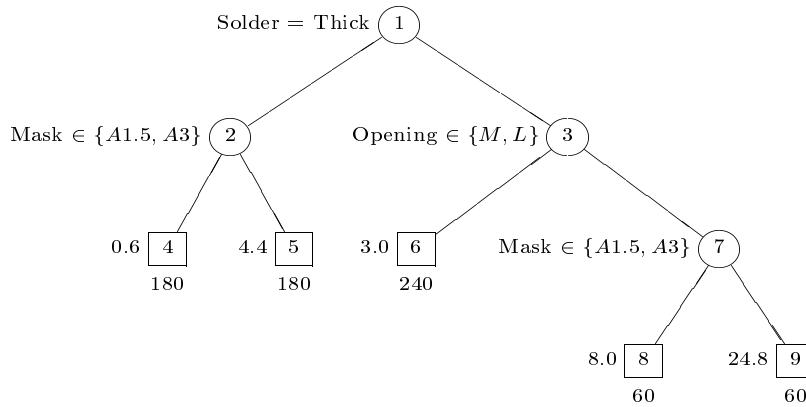 Solder = Thick 1
Mask ∈ {A1.5, A3} 2 Opening ∈ {M, L} 3
0.6 4 4.4 5 3.0 6 Mask ∈ {A1.5, A3} 7
180 180 240
8.0 8 24.8 9
60 60